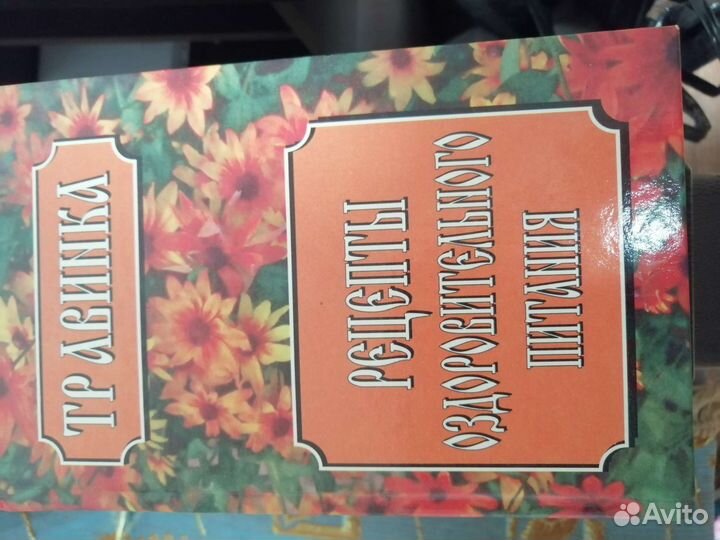 ТРАВИНКА
РЕЦЕПТЫ
ОЗДОРОВИТЕЛЬНОГО
ПИТАНИЯ
Avito